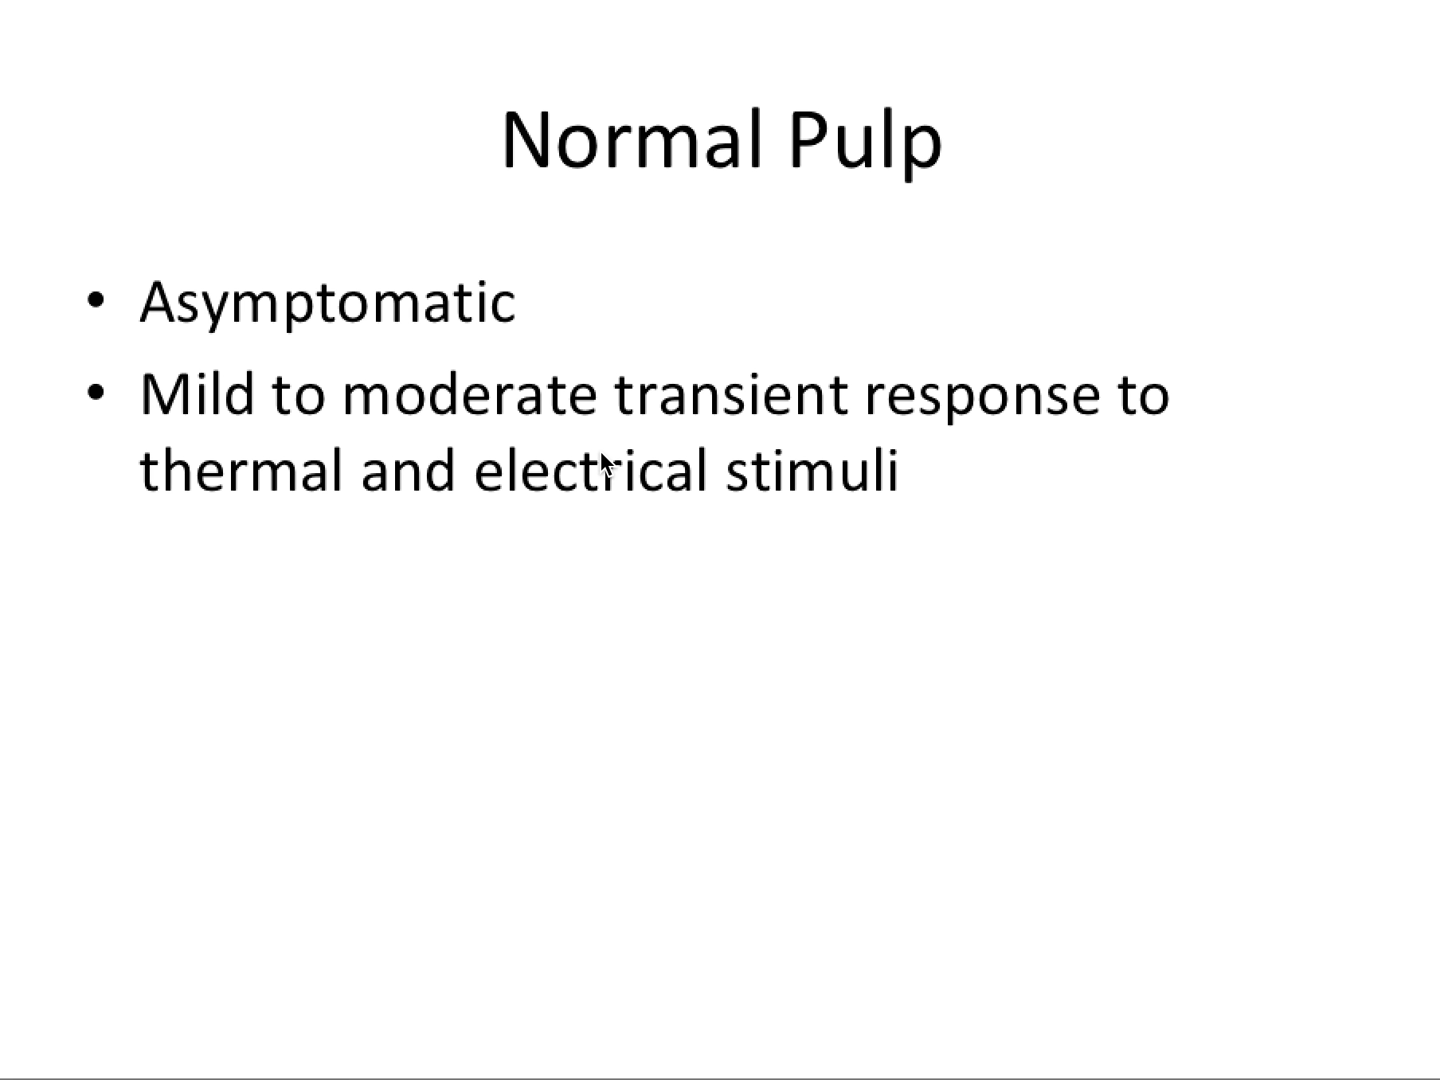 Normal Pulp
• Asymptomatic
• Mild to moderate transient response to
thermal and electrical stimuli